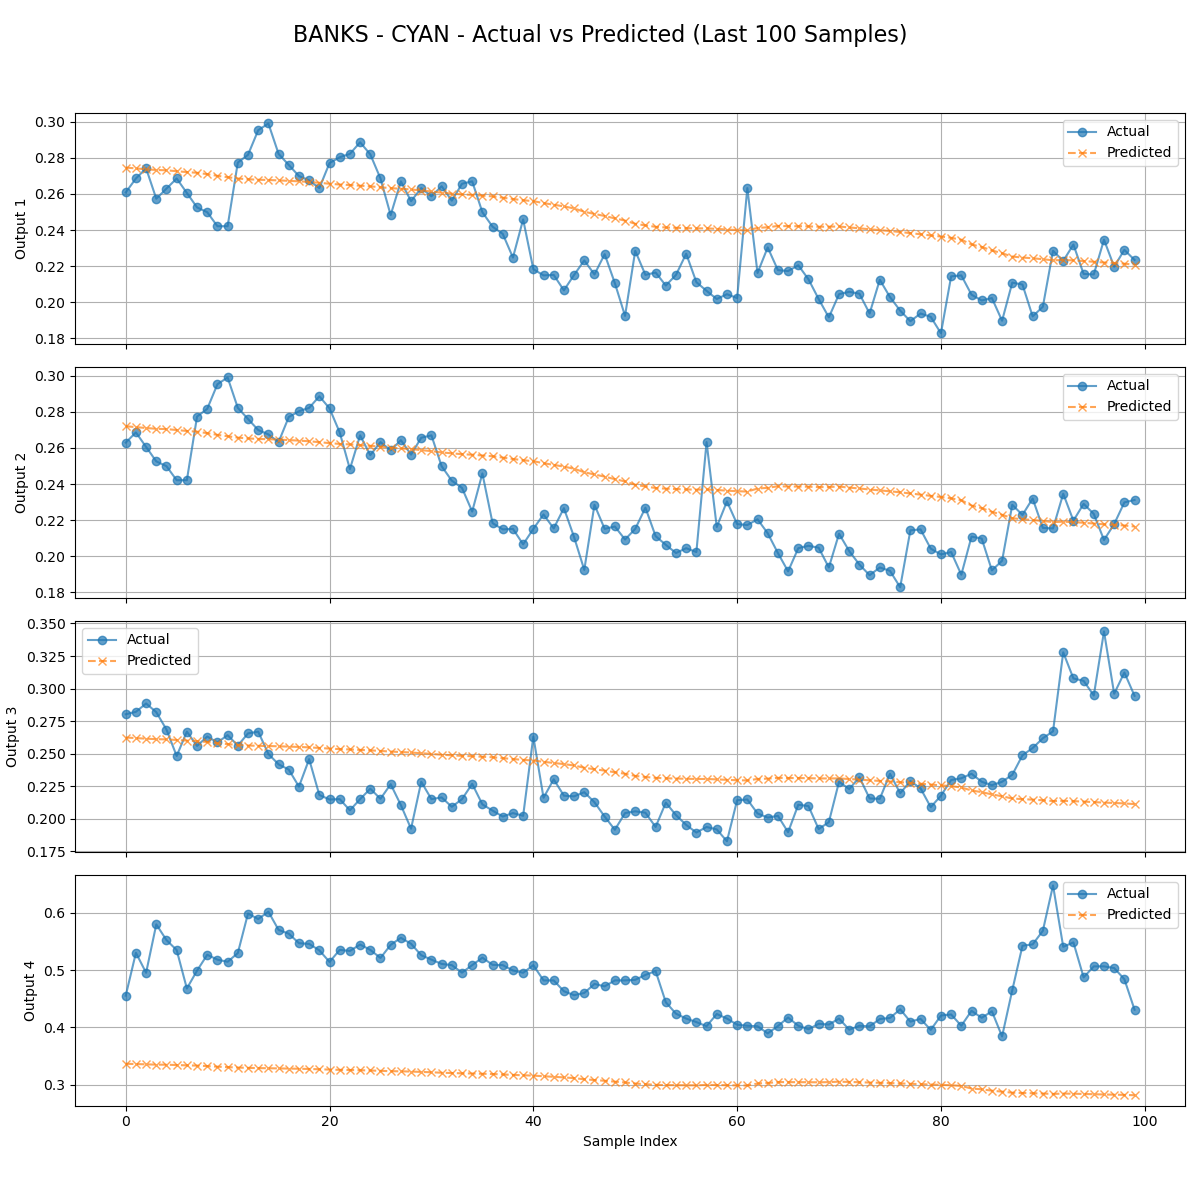 BANKS - CYAN - Actual vs Predicted (Last 100 Samples)
0.30
0.28
0.26
0.24
0.22
0.20
0.18
Output 1
Actual
Predicted
0.30
0.28
0.26
0.24
0.22
0.20
0.18
Output 2
Actual
Predicted
0.350
0.325
0.300
0.275
0.250
0.225
0.200
0.175
Output 3
Actual
Predicted
0.6
0.5
0.4
0.3
Output 4
Actual
Predicted
0 20 40 60 80 100
Sample Index